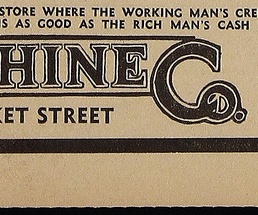 STORE WHERE THE WORKING MAN'S CRE
IS AS GOOD AS THE RICH MAN'S CASH
HINE Co.
KET STREET